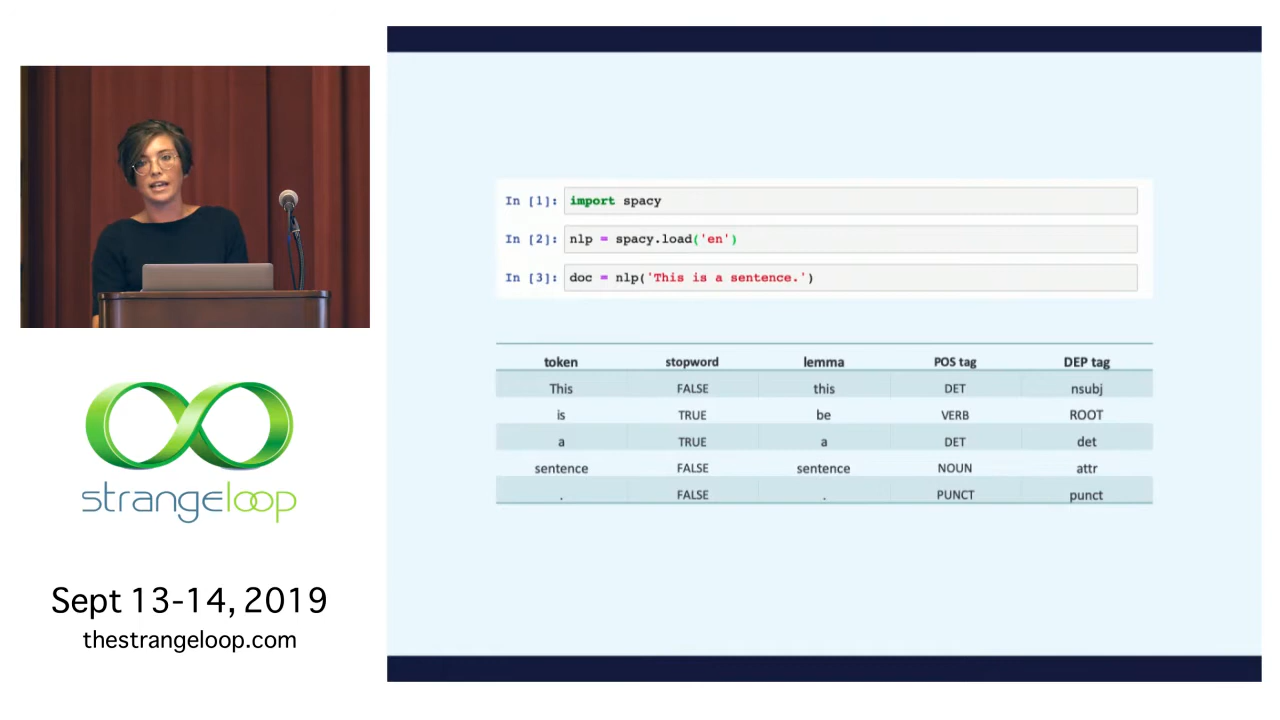 In [1]: import spacy
In [2]: nlp = spacy.load('en')
In [3]: doc = nlp('This is a sentence.')
token stopword lemma POS tag DEP tag
This FALSE this DET nsubj
is TRUE be VERB ROOT
a TRUE a DET det
sentence FALSE sentence NOUN attr
. FALSE . PUNCT punct
strangeloop
Sept 13-14, 2019
thestrangeloop.com